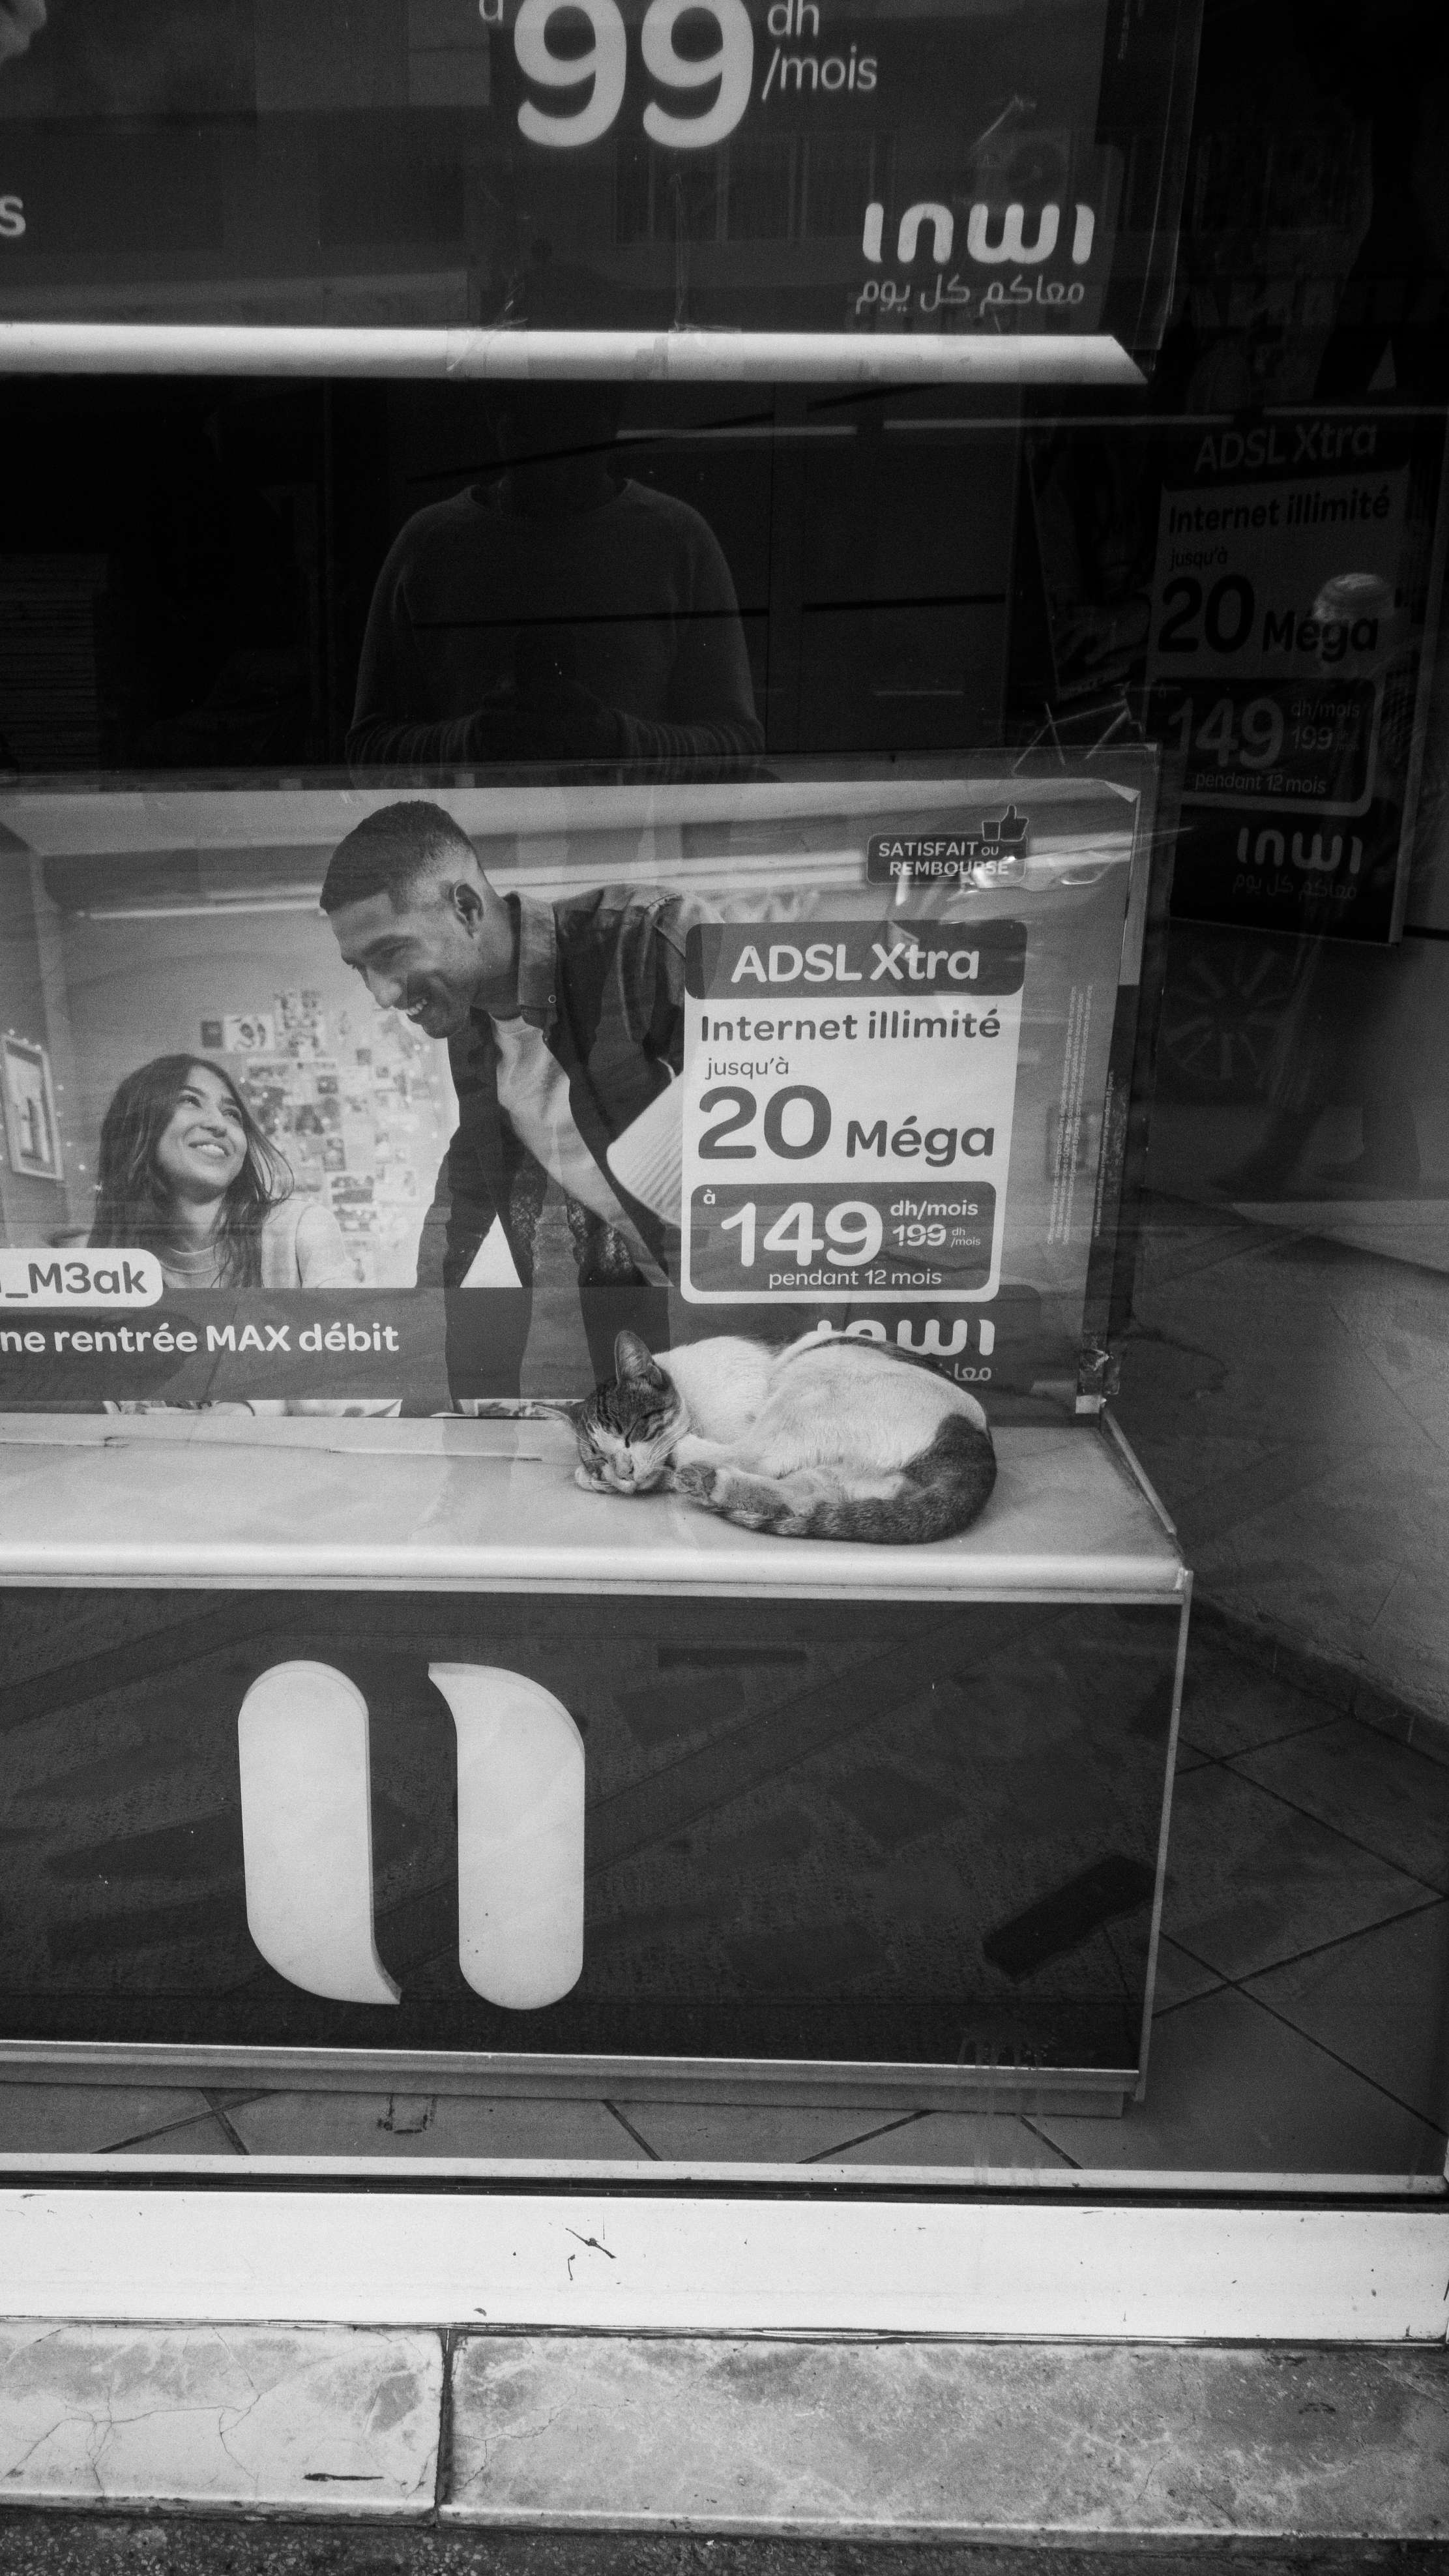 à 99 dh
/mois
s
inwi
معاكم كل يوم
ADSL Xtra
Internet illimité
jusqu'à
20 Méga
149 dh/mois
199
pendant 12 mois
inwi
معاكم كل يوم
SATISFAIT OU
REMBOURSÉ
ADSL Xtra
Internet illimité
jusqu'à
20 Méga
à 149 dh/mois
199 dh
/mois
pendant 12 mois
_M3ak
ne rentrée MAX débit
inwi